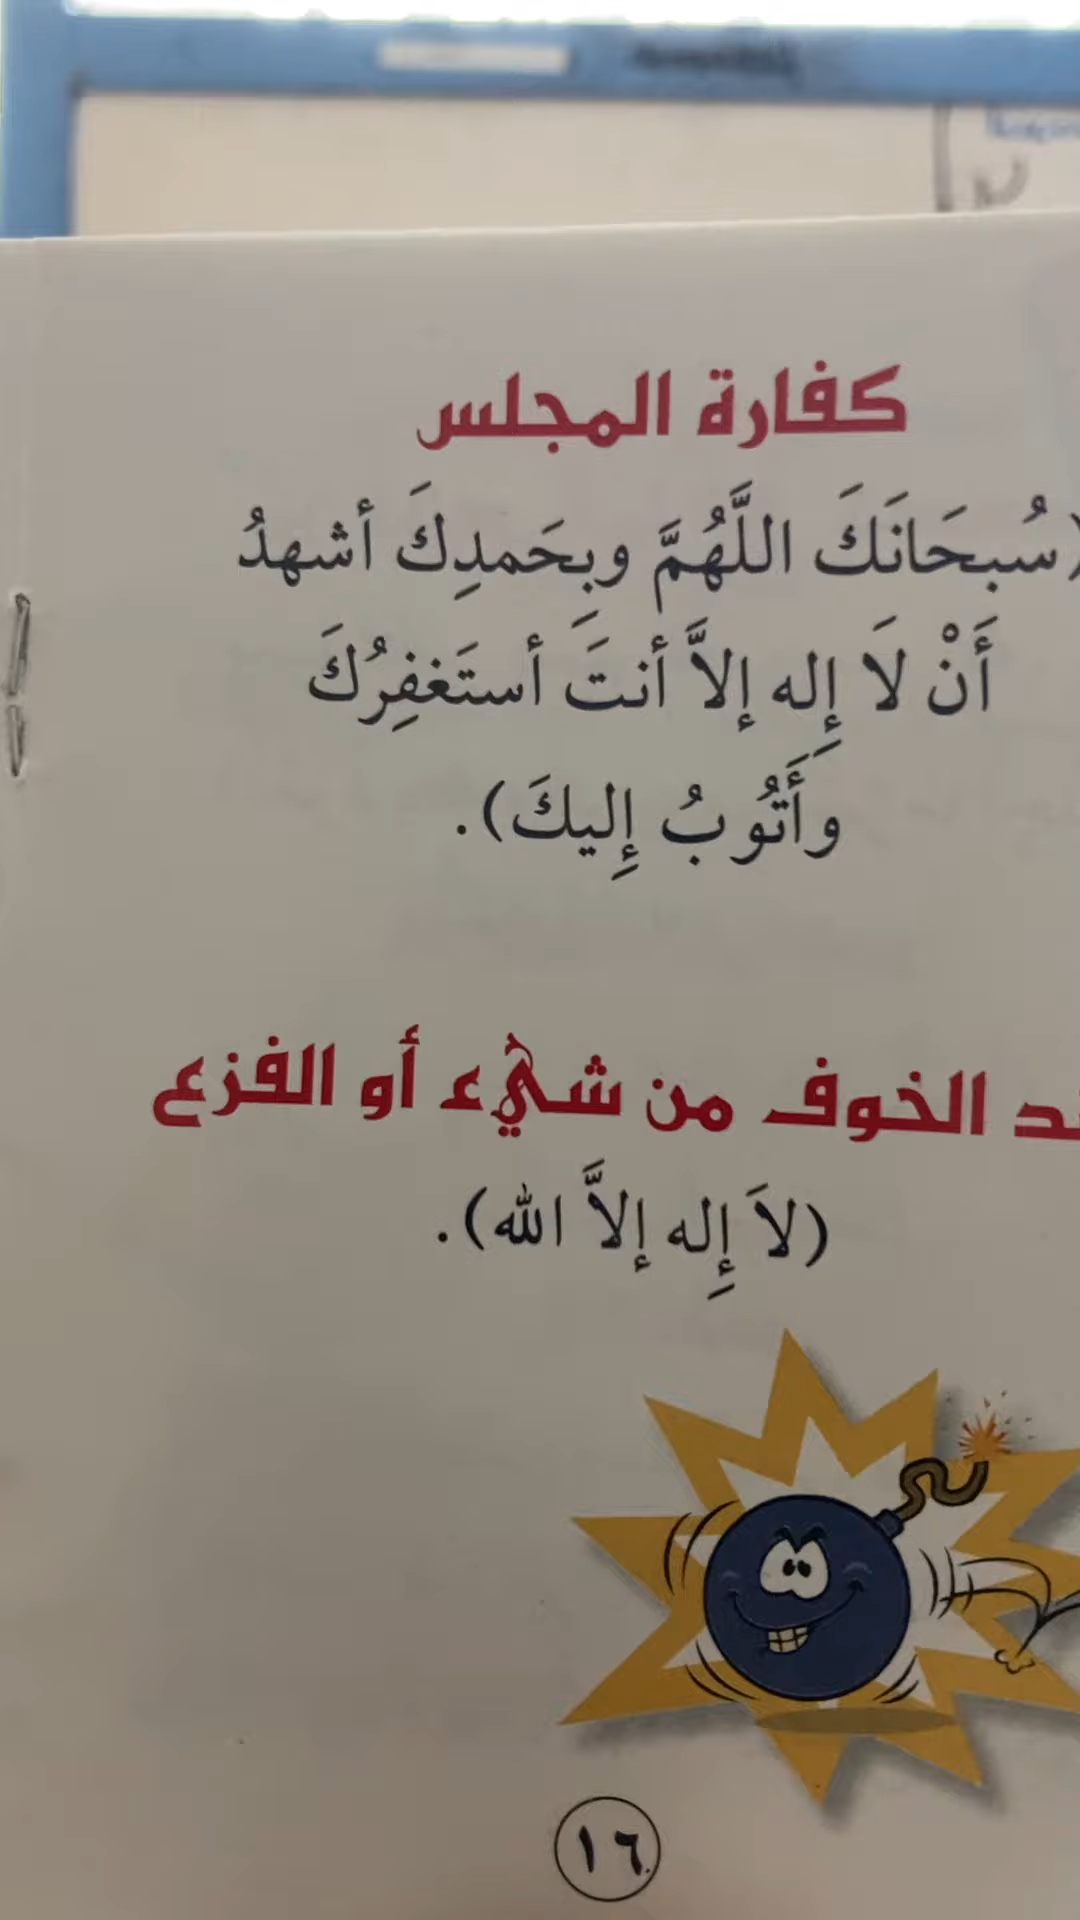 كفارة المجلس
(سُبحَانَكَ اللَّهُمَّ وبِحَمدِكَ أشهدُ
أَنْ لَا إِله إلاَّ أنتَ أستَغفِرُكَ
وأَتُوبُ إِليكَ).
الخوف من شيء أو الفزع
(لاَ إِله إلاَّ الله).
١٦